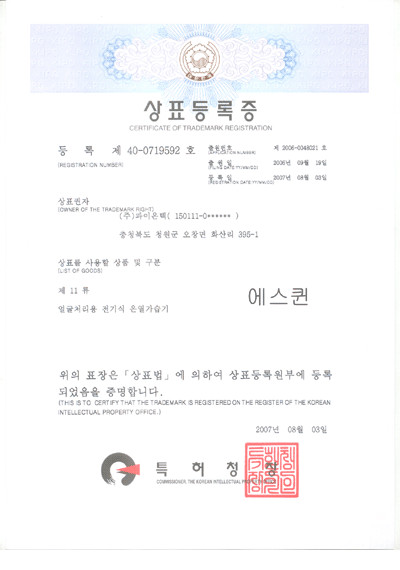 상표등록증
CERTIFICATE OF TRADEMARK REGISTRATION
등 록 제 40-0719592 호
(REGISTRATION NUMBER)
출원번호 제 2006-0048031 호
(APPLICATION NUMBER)
출 원 일 2006년 09월 19일
(FILING DATE:YY/MM/DD)
등 록 일 2007년 08월 03일
(REGISTRATION DATE:YY/MM/DD)
상표권자
(OWNER OF THE TRADEMARK RIGHT)
(주)파이온텍( 150111-0****** )
충청북도 청원군 오창면 화산리 395-1
상표를 사용할 상품 및 구분
(LIST OF GOODS)
제 11 류
얼굴처리용 전기식 온열가습기
에스퀸
위의 표장은「상표법」에 의하여 상표등록원부에 등록
되었음을 증명합니다.
(THIS IS TO CERTIFY THAT THE TRADEMARK IS REGISTERED ON THE REGISTER OF THE KOREAN
INTELLECTUAL PROPERTY OFFICE.)
2007년 08월 03일
특 허 청 장
COMMISSIONER, THE KOREAN INTELLECTUAL PROPERTY OFFICE